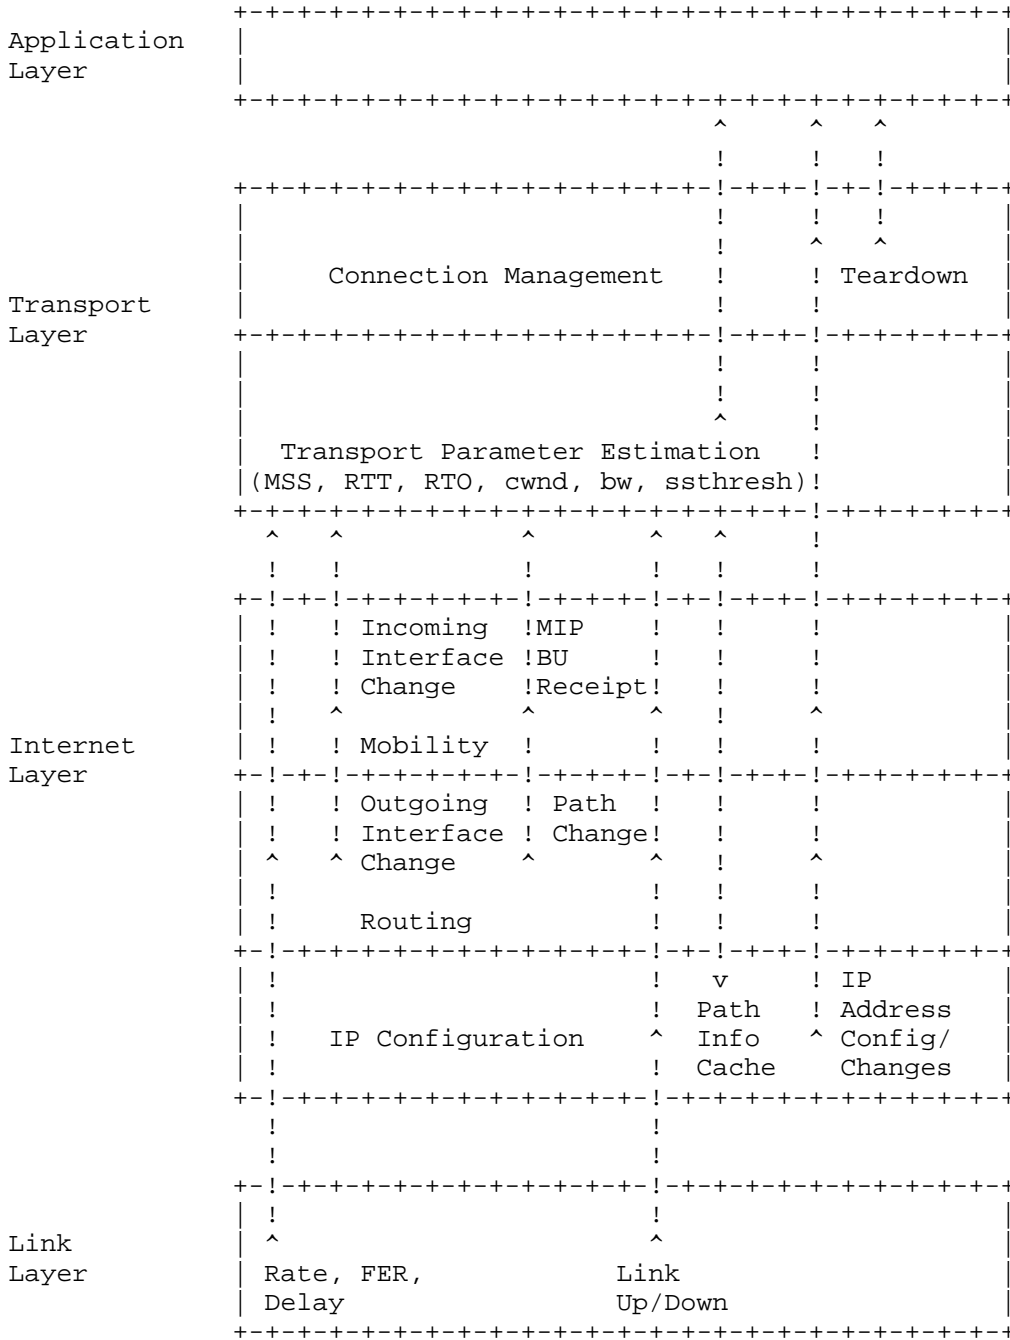 +-+-+-+-+-+-+-+-+-+-+-+-+-+-+-+-+-+-+-+-+-+-+-+-+
Application    |                                               |
Layer          |                                               |
               +-+-+-+-+-+-+-+-+-+-+-+-+-+-+-+-+-+-+-+-+-+-+-+-+
                                             ^     ^   ^
                                             !     !   !
               +-+-+-+-+-+-+-+-+-+-+-+-+-+-+-!-+-+-!-+-!-+-+-+-+
               |                             !     !   !       |
               |                             !     ^   ^       |
               |     Connection Management   !     ! Teardown  |
Transport      |                             !     !           |
Layer          +-+-+-+-+-+-+-+-+-+-+-+-+-+-+-!-+-+-!-+-+-+-+-+-+
               |                             !     !           |
               |                             !     !           |
               |                             ^     !           |
               |  Transport Parameter Estimation   !           |
               |(MSS, RTT, RTO, cwnd, bw, ssthresh)!           |
               +-+-+-+-+-+-+-+-+-+-+-+-+-+-+-+-+-+-!-+-+-+-+-+-+
                 ^   ^           ^       ^   ^     !
                 !   !           !       !   !     !
               +-!-+-!-+-+-+-+-+-!-+-+-+-!-+-!-+-+-!-+-+-+-+-+-+
               | !   ! Incoming  !MIP    !   !     !           |
               | !   ! Interface !BU     !   !     !           |
               | !   ! Change    !Receipt!   !     !           |
               | !   ^           ^       ^   !     ^           |
Internet       | !   ! Mobility  !       !   !     !           |
Layer          +-!-+-!-+-+-+-+-+-!-+-+-+-!-+-!-+-+-!-+-+-+-+-+-+
               | !   ! Outgoing  ! Path  !   !     !           |
               | !   ! Interface ! Change!   !     !           |
               | ^   ^ Change    ^       ^   !     ^           |
               | !                       !   !     !           |
               | !     Routing           !   !     !           |
               +-!-+-+-+-+-+-+-+-+-+-+-+-!-+-!-+-+-!-+-+-+-+-+-+
               | !                       !   v     ! IP        |
               | !                       !  Path   ! Address   |
               | !   IP Configuration    ^  Info   ^ Config/   |
               | !                       !  Cache    Changes   |
               +-!-+-+-+-+-+-+-+-+-+-+-+-!-+-+-+-+-+-+-+-+-+-+-+
                 !                       !
                 !                       !
               +-!-+-+-+-+-+-+-+-+-+-+-+-!-+-+-+-+-+-+-+-+-+-+-+
               | !                       !                     |
Link           | ^                       ^                     |
Layer          | Rate, FER,            Link                    |
               | Delay                 Up/Down                 |
               +-+-+-+-+-+-+-+-+-+-+-+-+-+-+-+-+-+-+-+-+-+-+-+-+